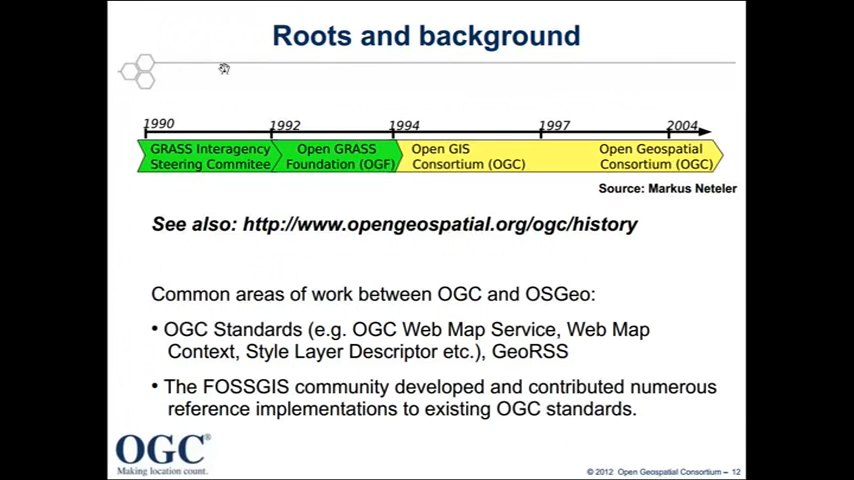 Roots and background
1990 1992 1994 1997 2004
GRASS Interagency Steering Commitee
Open GRASS Foundation (OGF)
Open GIS Consortium (OGC)
Open Geospatial Consortium (OGC)
Source: Markus Neteler
See also: http://www.opengeospatial.org/ogc/history
Common areas of work between OGC and OSGeo:
• OGC Standards (e.g. OGC Web Map Service, Web Map
Context, Style Layer Descriptor etc.), GeoRSS
• The FOSSGIS community developed and contributed numerous
reference implementations to existing OGC standards.
OGC®
Making location count.
© 2012 Open Geospatial Consortium – 12